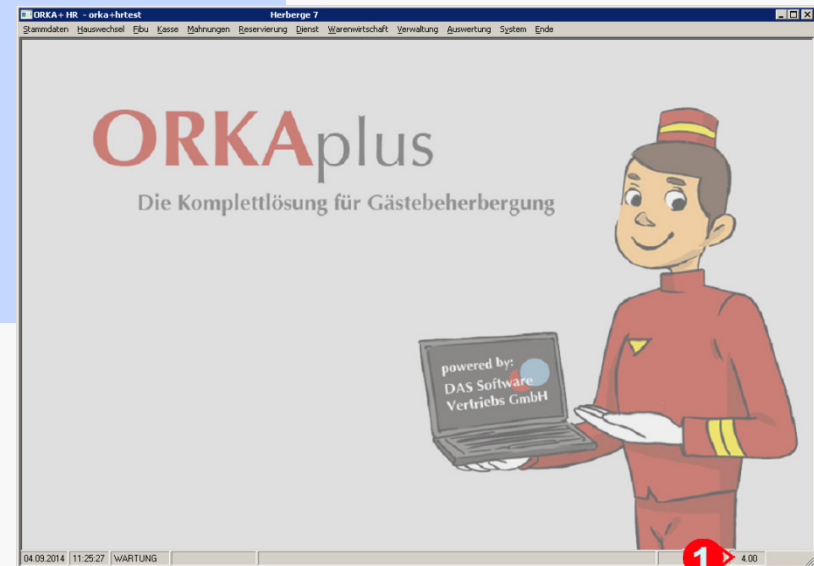 ORKA+ HR - orka+hrtest Herberge 7
Stammdaten Hauswechsel Fibu Kasse Mahnungen Reservierung Dienst Warenwirtschaft Verwaltung Auswertung System Ende
ORKAplus
Die Komplettlösung für Gästebeherbergung
powered by:
DAS Software
Vertriebs GmbH
04.09.2014 11:25:27 WARTUNG 1 4.00